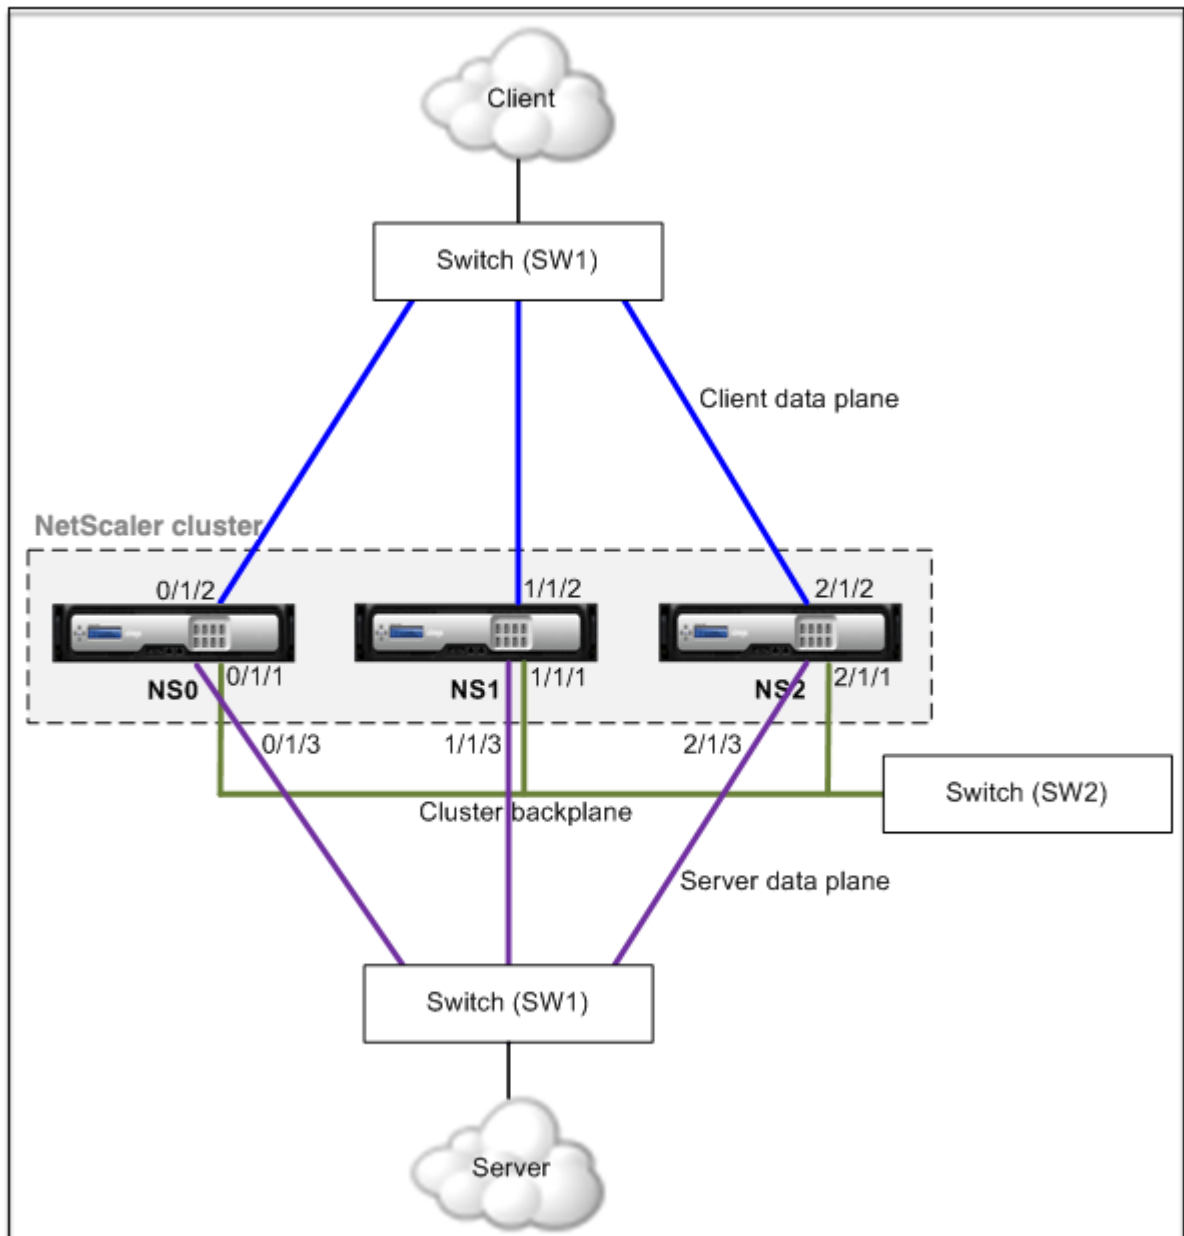 Client
Switch (SW1)
Client data plane
NetScaler cluster
0/1/2
1/1/2
2/1/2
0/1/1
1/1/1
2/1/1
NS0
NS1
NS2
0/1/3
1/1/3
2/1/3
Switch (SW2)
Cluster backplane
Server data plane
Switch (SW1)
Server